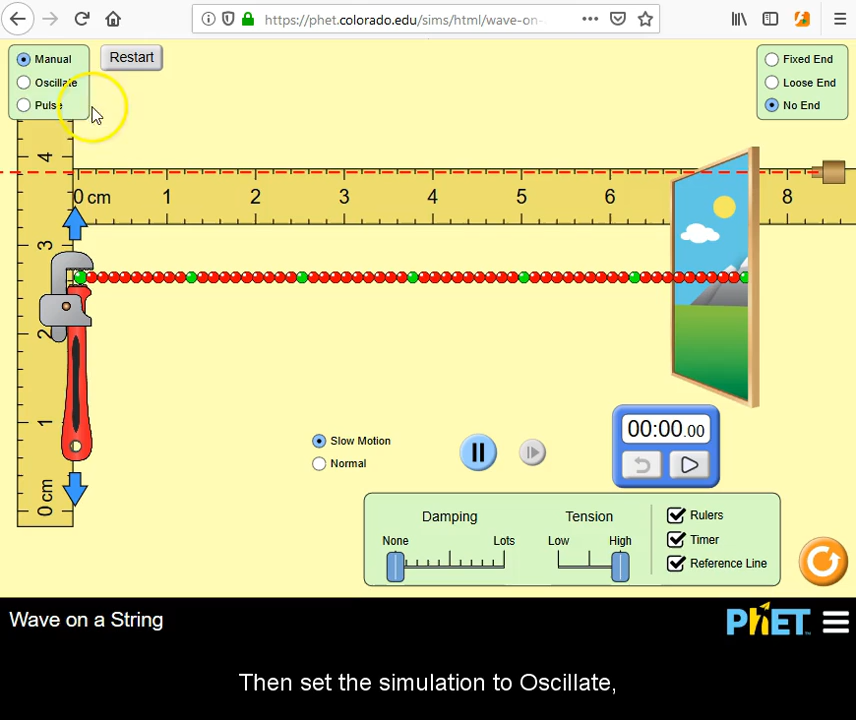 https://phet.colorado.edu/sims/html/wave-on-
Manual
Oscillate
Pulse
Restart
Fixed End
Loose End
No End
4
3
2
1
0 cm
0 cm 1 2 3 4 5 6 8
Slow Motion
Normal
00:00.00
Damping
None Lots
Tension
Low High
Rulers
Timer
Reference Line
Wave on a String
PhET
Then set the simulation to Oscillate,